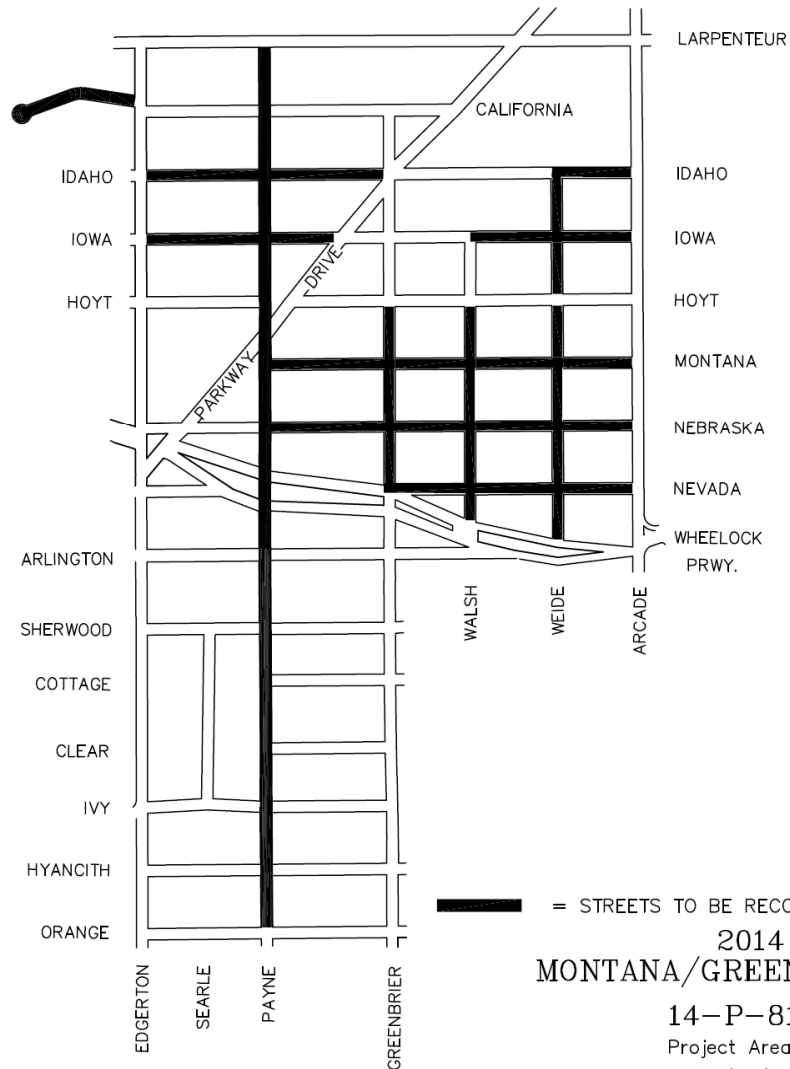 LARPENTEUR
CALIFORNIA
IDAHO
IDAHO
IOWA
IOWA
DRIVE
HOYT
HOYT
PARKWAY
MONTANA
NEBRASKA
NEVADA
WHEELOCK
PRWY.
ARLINGTON
WALSH
WEIDE
ARCADE
SHERWOOD
COTTAGE
CLEAR
IVY
HYANCITH
ORANGE
EDGERTON
SEARLE
PAYNE
GREENBRIER
= STREETS TO BE RECO
2014
MONTANA/GREEN
14-P-81
Project Area